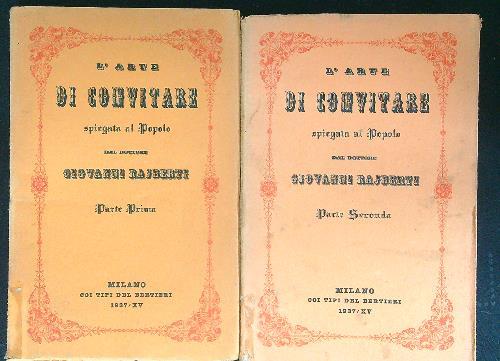 L' ARTE
DI CONVITARE
spiegata al Popolo
DAL DOTTORE
GIOVANNI RAJBERTI
Parte Prima
MILANO
COI TIPI DEL BERTIERI
1937-XV
L' ARTE
DI CONVITARE
spiegata al Popolo
DAL DOTTORE
GIOVANNI RAJBERTI
Parte Seconda
MILANO
COI TIPI DEL BERTIERI
1937-XV